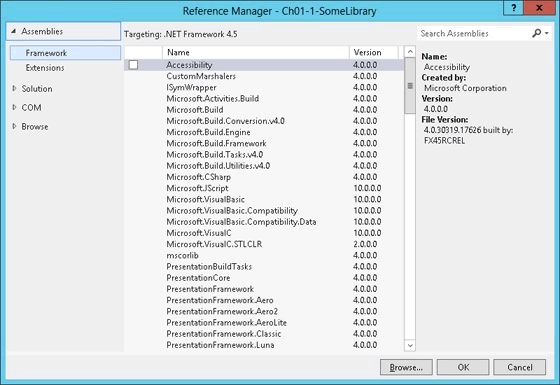 Reference Manager - Ch01-1-SomeLibrary
? x
Assemblies
Framework
Extensions
Solution
COM
Browse
Targeting: .NET Framework 4.5
Search Assemblies
Name Version
Accessibility 4.0.0.0
CustomMarshalers 4.0.0.0
ISymWrapper 4.0.0.0
Microsoft.Activities.Build 4.0.0.0
Microsoft.Build 4.0.0.0
Microsoft.Build.Conversion.v4.0 4.0.0.0
Microsoft.Build.Engine 4.0.0.0
Microsoft.Build.Framework 4.0.0.0
Microsoft.Build.Tasks.v4.0 4.0.0.0
Microsoft.Build.Utilities.v4.0 4.0.0.0
Microsoft.CSharp 4.0.0.0
Microsoft.JScript 10.0.0.0
Microsoft.VisualBasic 10.0.0.0
Microsoft.VisualBasic.Compatibility 10.0.0.0
Microsoft.VisualBasic.Compatibility.Data 10.0.0.0
Microsoft.VisualC 10.0.0.0
Microsoft.VisualC.STLCLR 2.0.0.0
mscorlib 4.0.0.0
PresentationBuildTasks 4.0.0.0
PresentationCore 4.0.0.0
PresentationFramework 4.0.0.0
PresentationFramework.Aero 4.0.0.0
PresentationFramework.Aero2 4.0.0.0
PresentationFramework.AeroLite 4.0.0.0
PresentationFramework.Classic 4.0.0.0
PresentationFramework.Luna 4.0.0.0
Name:
Accessibility
Created by:
Microsoft Corporation
Version:
4.0.0.0
File Version:
4.0.30319.17626 built by:
FX45RCREL
Browse... OK Cancel